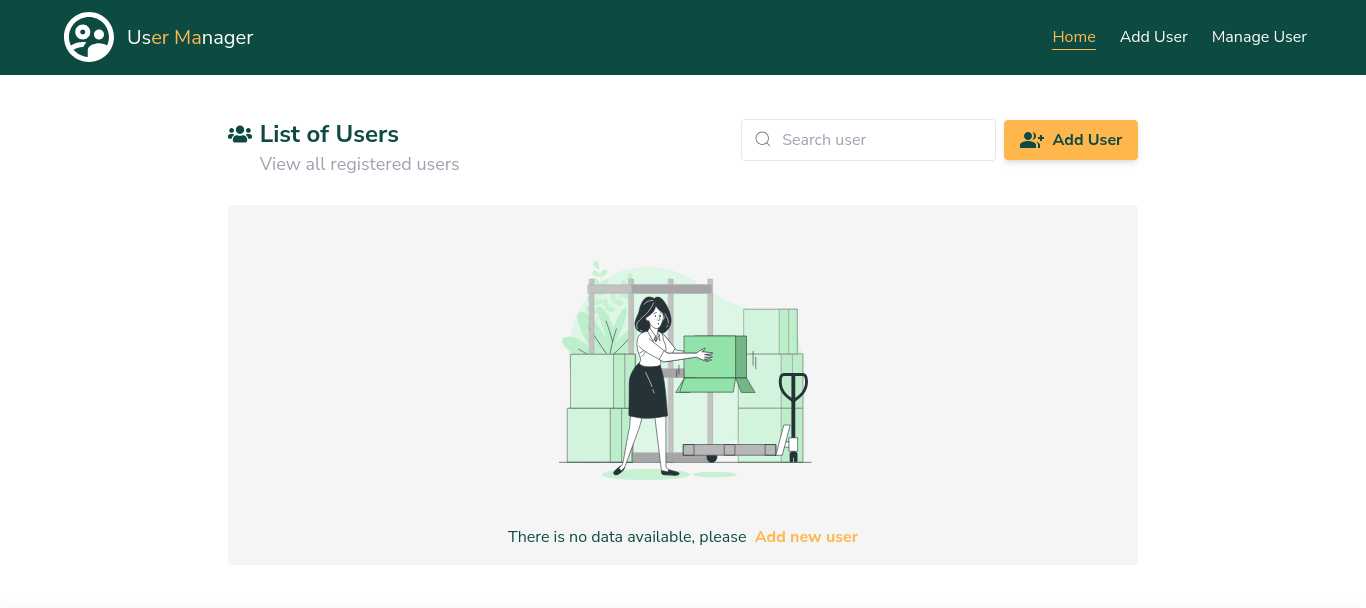 User Manager
Home
Add User
Manage User
List of Users
View all registered users
Search user
Add User
There is no data available, please Add new user